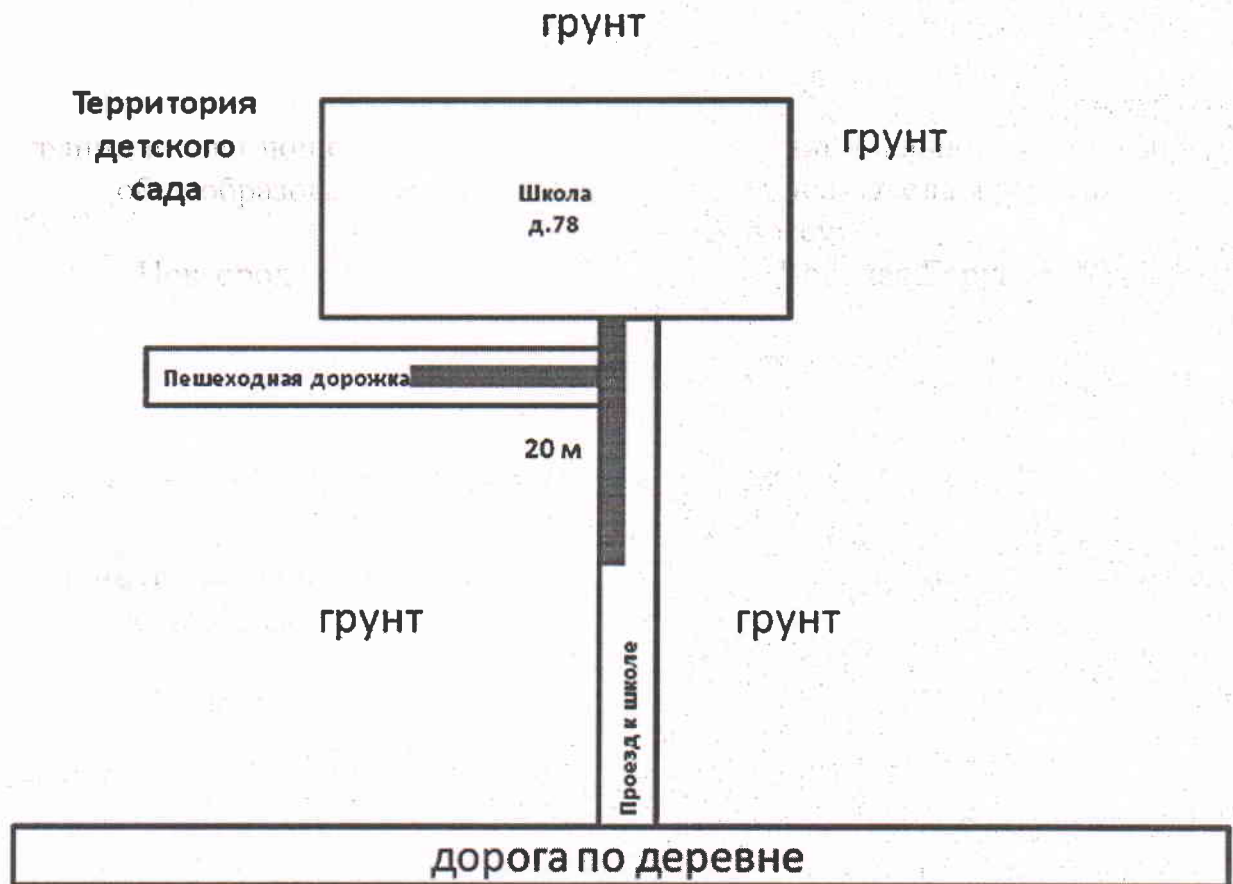 грунт
Территория
детского
сада
грунт
Школа
д.78
Пешеходная дорожка
20 м
грунт
грунт
Проезд к школе
дорога по деревне